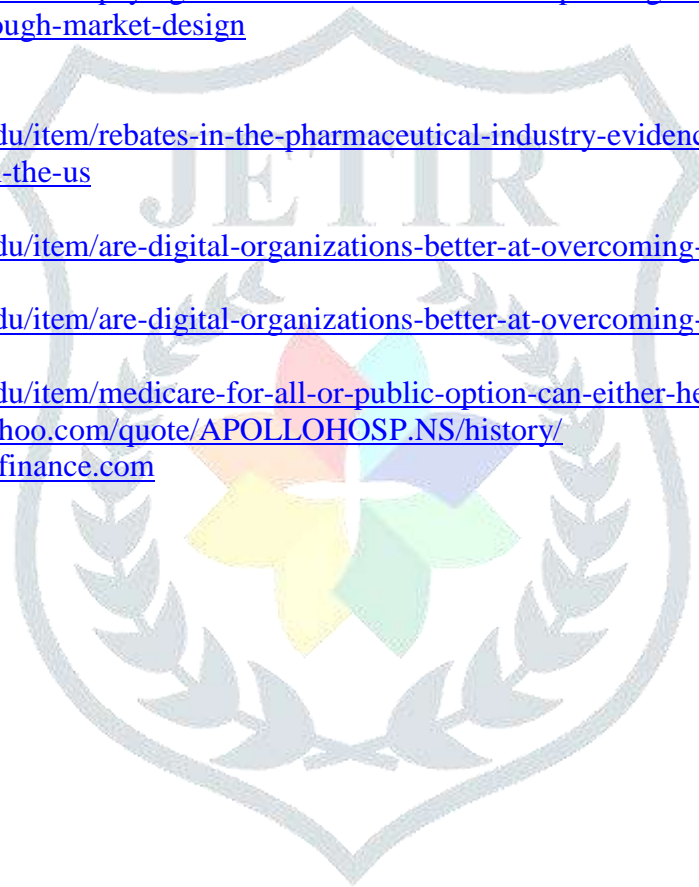 ough-market-design
du/item/rebates-in-the-pharmaceutical-industry-evidenc
-the-us
du/item/are-digital-organizations-better-at-overcoming-
du/item/are-digital-organizations-better-at-overcoming-
du/item/medicare-for-all-or-public-option-can-either-he
hoo.com/quote/APOLLOHOSP.NS/history/
finance.com
JETIR